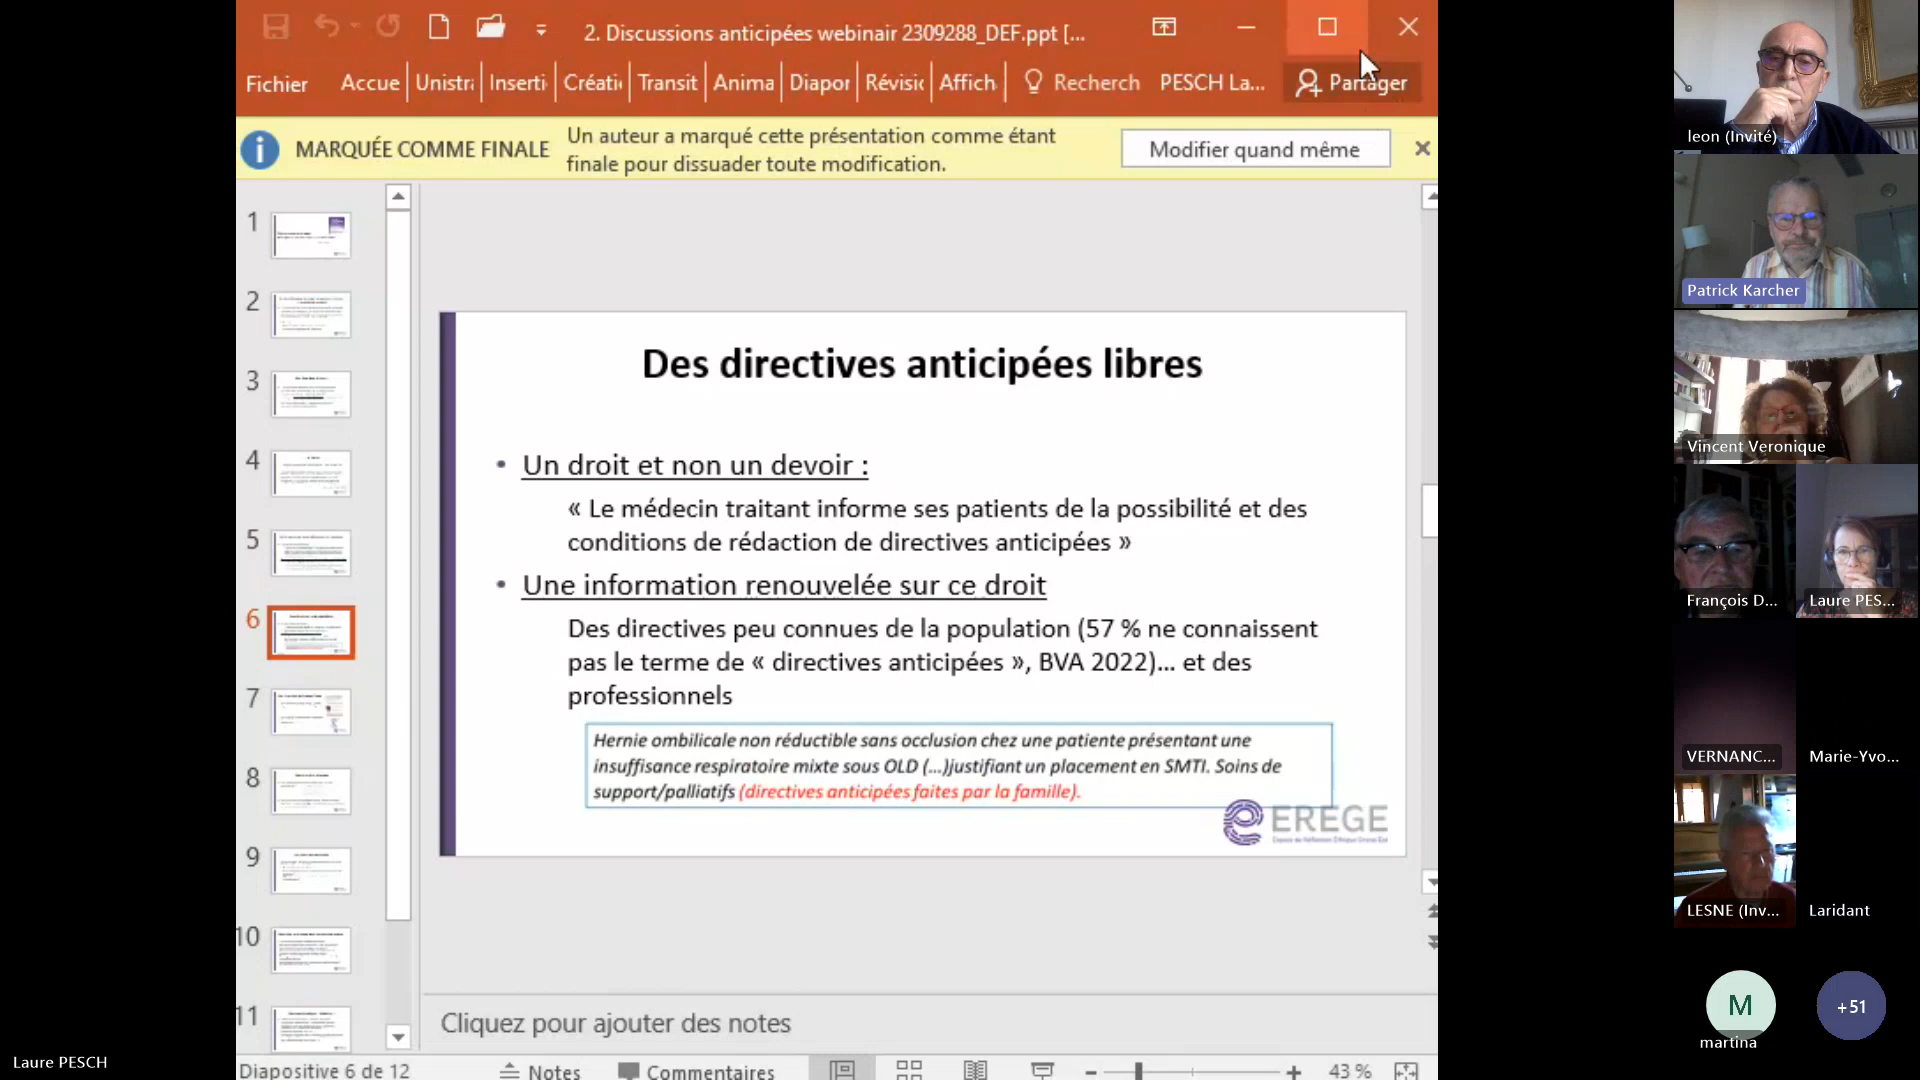 2. Discussions anticipées webinair 2309288_DEF.ppt [...
Fichier
Accue
Unistr
Inserti
Créati
Transit
Anima
Diapor
Révisi
Affich
Recherch
PESCH La...
Partager
MARQUÉE COMME FINALE
Un auteur a marqué cette présentation comme étant
finale pour dissuader toute modification.
Modifier quand même
1
2
3
4
5
6
7
8
9
10
11
Des directives anticipées libres
• Un droit et non un devoir :
« Le médecin traitant informe ses patients de la possibilité et des
conditions de rédaction de directives anticipées »
• Une information renouvelée sur ce droit
Des directives peu connues de la population (57 % ne connaissent
pas le terme de « directives anticipées », BVA 2022)... et des
professionnels
Hernie ombilicale non réductible sans occlusion chez une patiente présentant une
insuffisance respiratoire mixte sous OLD (...)justifiant un placement en SMTI. Soins de
support/palliatifs (directives anticipées faites par la famille).
EREGE
Cliquez pour ajouter des notes
Diapositive 6 de 12
Notes
Commentaires
43 %
Laure PESCH
leon (Invité)
Patrick Karcher
Vincent Veronique
François D...
Laure PES...
VERNANC...
Marie-Yvo...
LESNE (Inv...
Laridant
M
martina
+51